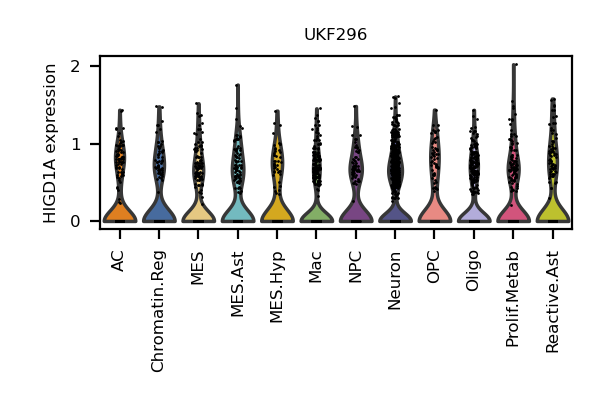 UKF296
HIGD1A expression
2
1
0
AC
Chromatin.Reg
MES
MES.Ast
MES.Hyp
Mac
NPC
Neuron
OPC
Oligo
Prolif.Metab
Reactive.Ast